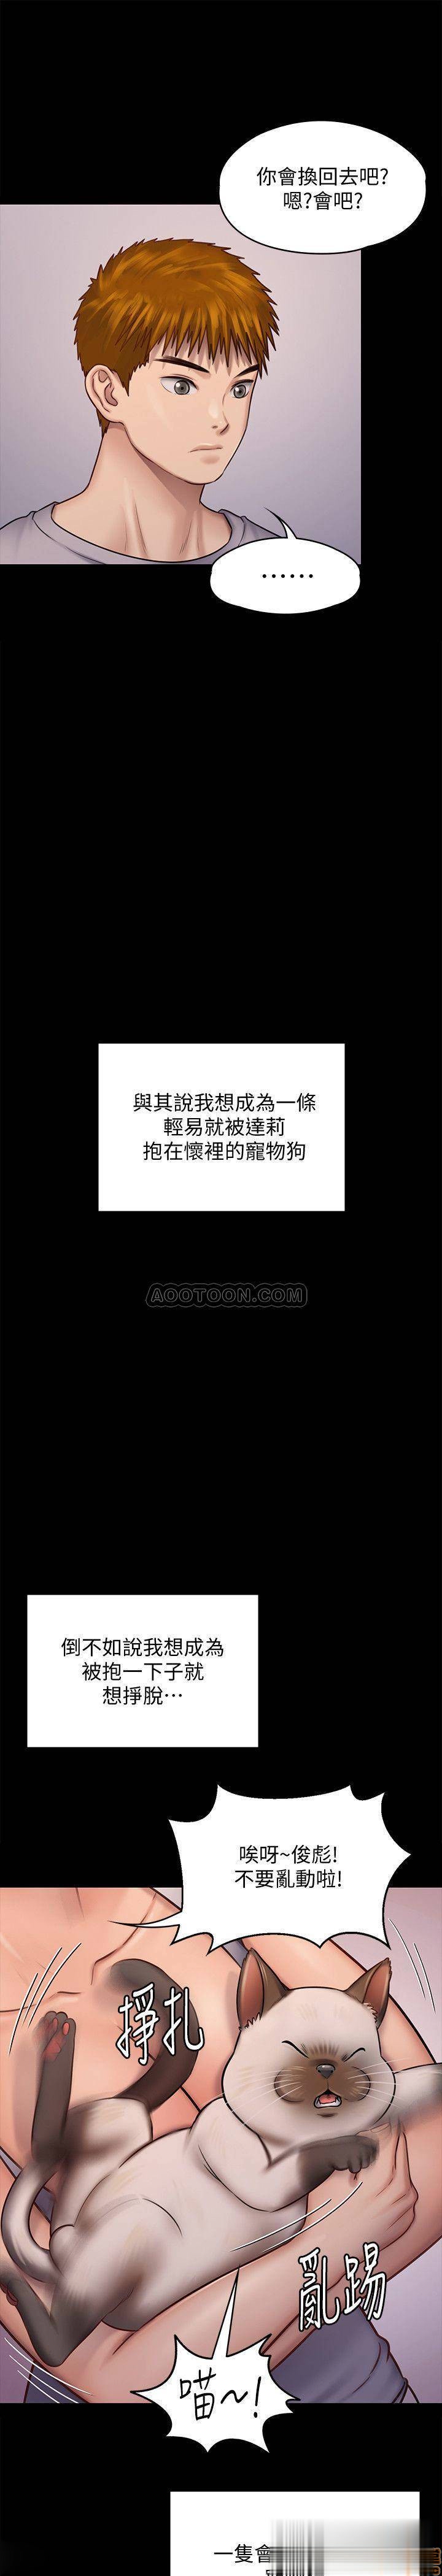 你會換回去吧?
嗯?會吧?
······
與其說我想成為一條
輕易就被達莉
抱在懷裡的寵物狗
AOOTOON.COM
倒不如說我想成為
被抱一下子就
想掙脫···
唉呀~俊彪!
不要亂動啦!
掙扎
亂踢
喵~!
一隻會